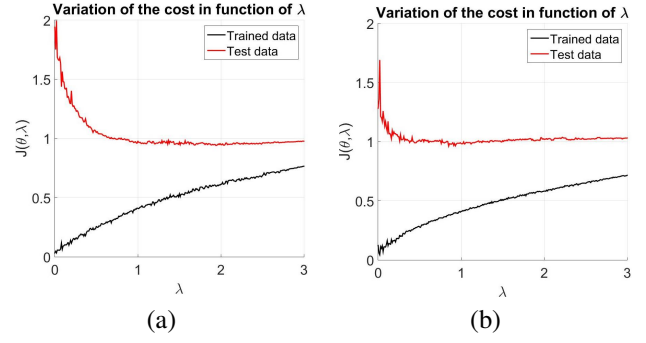 Variation of the cost in function of λ
2
1.5
1
0.5
0
J(θ,λ)
Trained data
Test data
0
1
2
3
λ
(a)
Variation of the cost in function of λ
2
1.5
1
0.5
0
J(θ,λ)
Trained data
Test data
0
1
2
3
λ
(b)